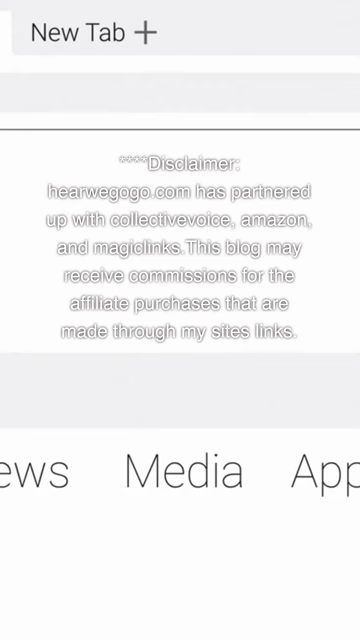 New Tab +
****Disclaimer:
hearwegogo.com has partnered
up with collectivevoice, amazon,
and magiclinks.This blog may
receive commissions for the
affiliate purchases that are
made through my sites links.
ews Media App